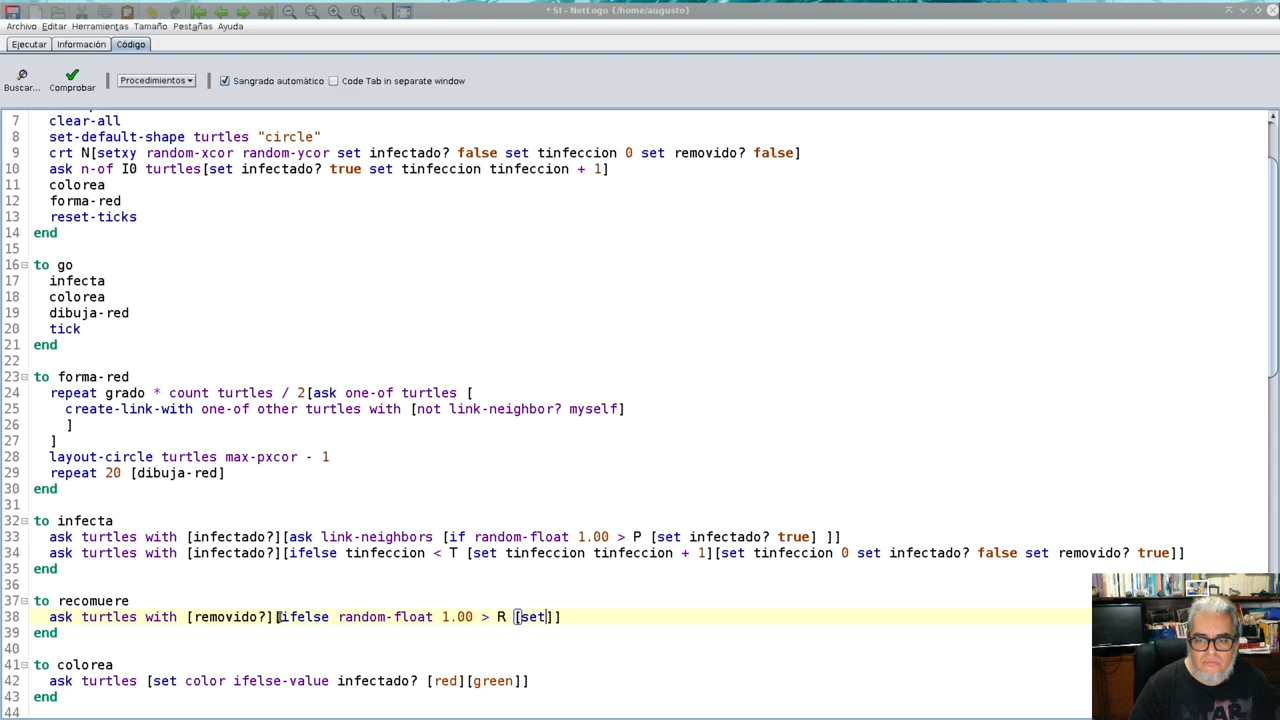 * SI - NetLogo {/home/augusto}
Archivo Editar Herramientas Tamaño Pestañas Ayuda
Ejecutar Información Código
Buscar... Comprobar Procedimientos Sangrado automático Code Tab in separate window
7 clear-all
8 set-default-shape turtles "circle"
9 crt N[setxy random-xcor random-ycor set infectado? false set tinfeccion 0 set removido? false]
10 ask n-of I0 turtles[set infectado? true set tinfeccion tinfeccion + 1]
11 colorea
12 forma-red
13 reset-ticks
14 end
15
16 to go
17 infecta
18 colorea
19 dibuja-red
20 tick
21 end
22
23 to forma-red
24 repeat grado * count turtles / 2[ask one-of turtles [
25 create-link-with one-of other turtles with [not link-neighbor? myself]
26 ]
27 ]
28 layout-circle turtles max-pxcor - 1
29 repeat 20 [dibuja-red]
30 end
31
32 to infecta
33 ask turtles with [infectado?][ask link-neighbors [if random-float 1.00 > P [set infectado? true] ]]
34 ask turtles with [infectado?][ifelse tinfeccion < T [set tinfeccion tinfeccion + 1][set tinfeccion 0 set infectado? false set removido? true]]
35 end
36
37 to recomuere
38 ask turtles with [removido?][ifelse random-float 1.00 > R [set]]
39 end
40
41 to colorea
42 ask turtles [set color ifelse-value infectado? [red][green]]
43 end
44